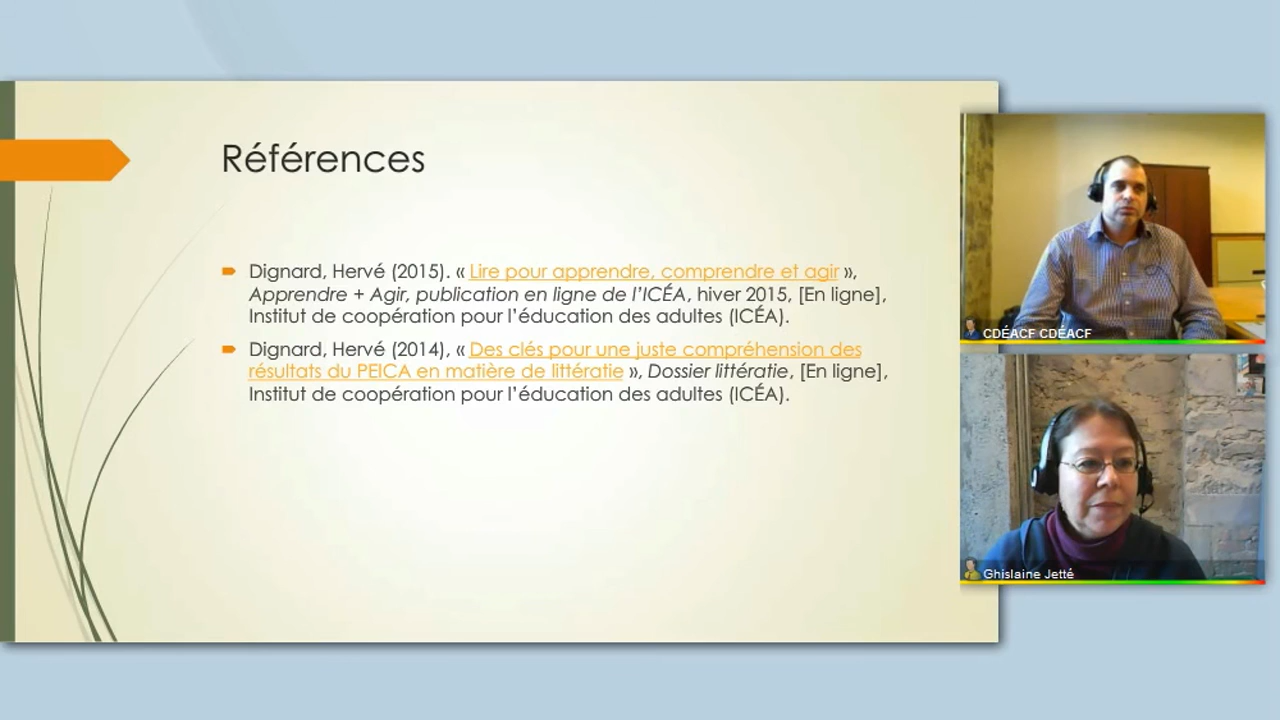 Références
Dignard, Hervé (2015). « Lire pour apprendre, comprendre et agir »,
Apprendre + Agir, publication en ligne de l’ICÉA, hiver 2015, [En ligne],
Institut de coopération pour l’éducation des adultes (ICÉA).
Dignard, Hervé (2014), « Des clés pour une juste compréhension des
résultats du PEICA en matière de littératie », Dossier littératie, [En ligne],
Institut de coopération pour l’éducation des adultes (ICÉA).
CDÉACF CDÉACF
Ghislaine Jetté